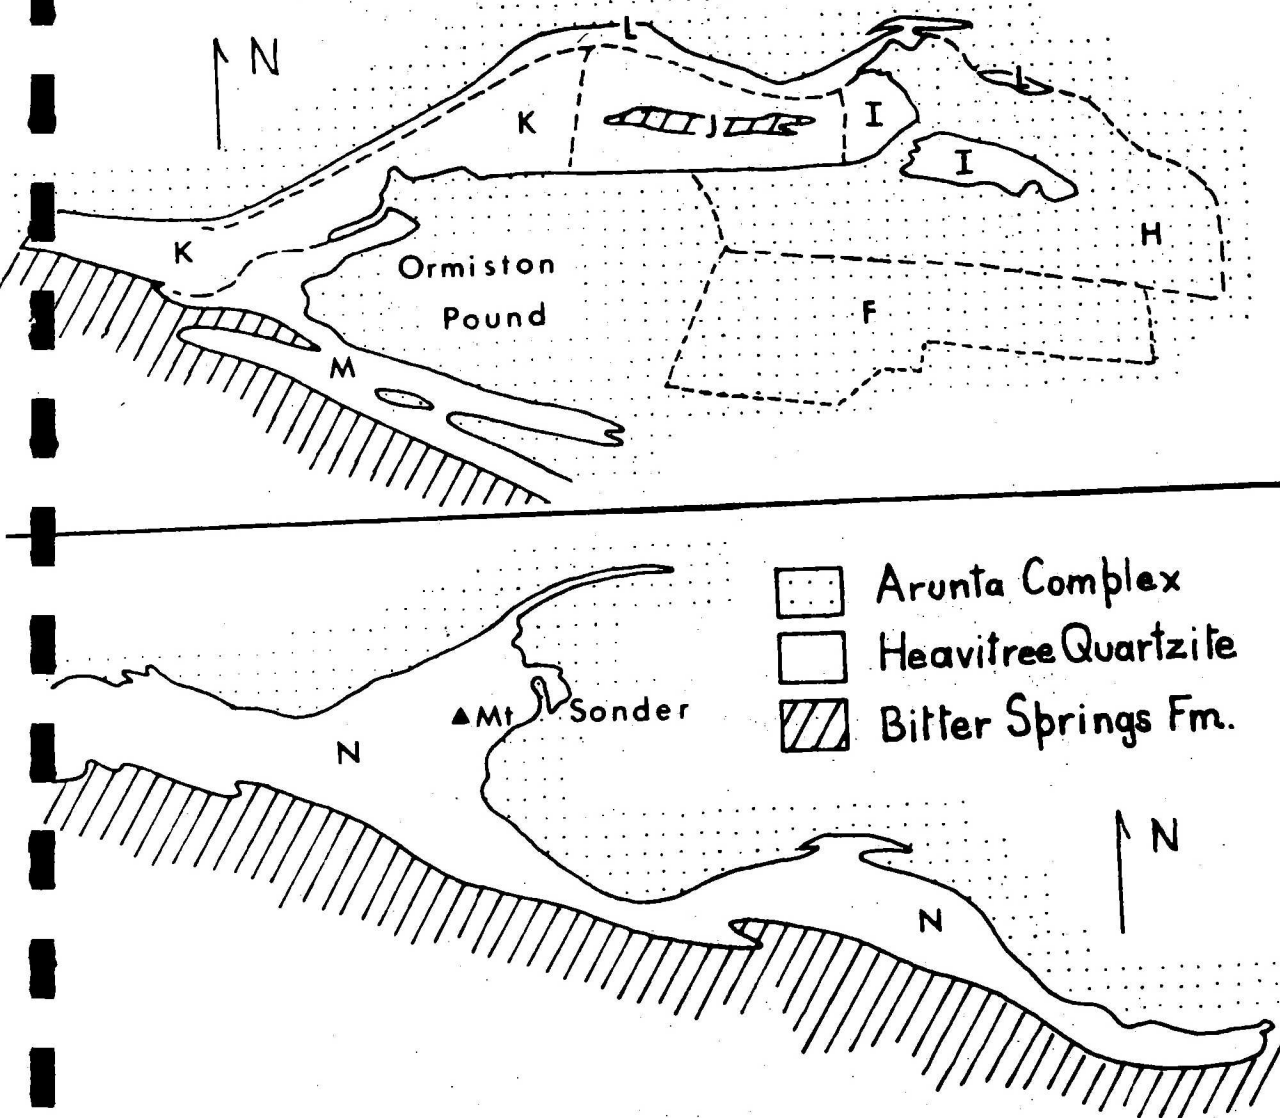 L
N
L
K
J
I
I
K
H
Ormiston
Pound
F
M
Arunta Complex
Heavitree Quartzite
▲Mt Sonder
Bitter Springs Fm.
N
N
N